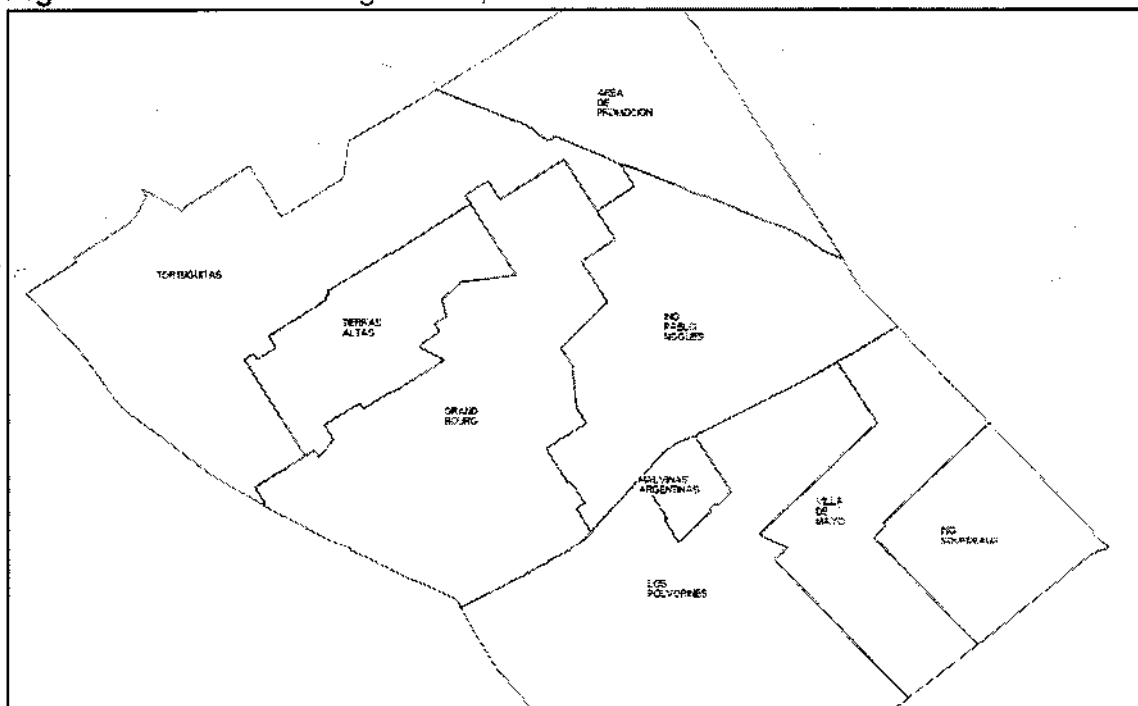 AREA
DE
PROMOCION
TORTUGUITAS
TIERRAS
ALTAS
ING
PABLO
NOGUES
GRAND
BOURG
MALVINAS
ARGENTINAS
VILLA
DE
MAYO
ING
SOURDEAUX
LOS
POLVORINES